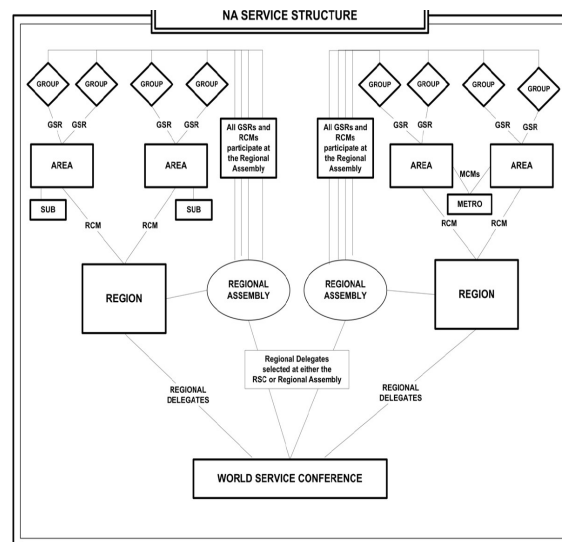 NA SERVICE STRUCTURE
GROUP GROUP GROUP GROUP
GROUP GROUP GROUP GROUP
GSR GSR GSR GSR
GSR GSR GSR GSR
All GSRs and
RCMs
participate at
the Regional
Assembly
All GSRs and
RCMs
participate at
the Regional
Assembly
AREA AREA
AREA AREA
MCMs
SUB SUB
METRO
RCM RCM
RCM RCM
REGION
REGIONAL
ASSEMBLY
REGIONAL
ASSEMBLY
REGION
Regional Delegates
selected at either the
RSC or Regional Assembly
REGIONAL
DELEGATES
REGIONAL
DELEGATES
WORLD SERVICE CONFERENCE